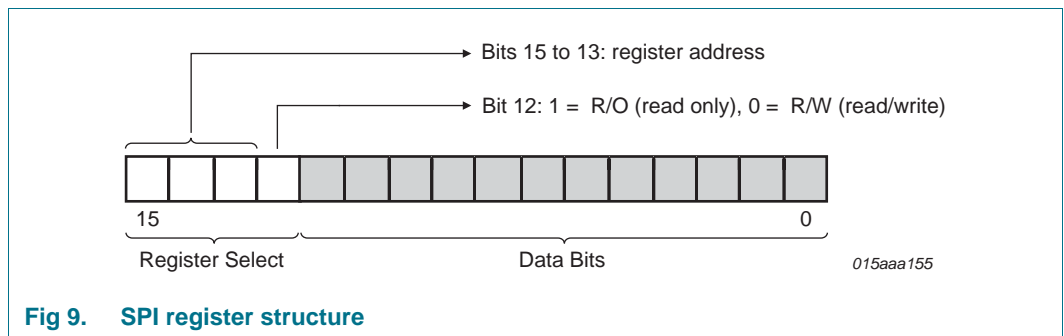 Bits 15 to 13: register address
Bit 12: 1 = R/O (read only), 0 = R/W (read/write)
15
0
Register Select
Data Bits
015aaa155
Fig 9. SPI register structure